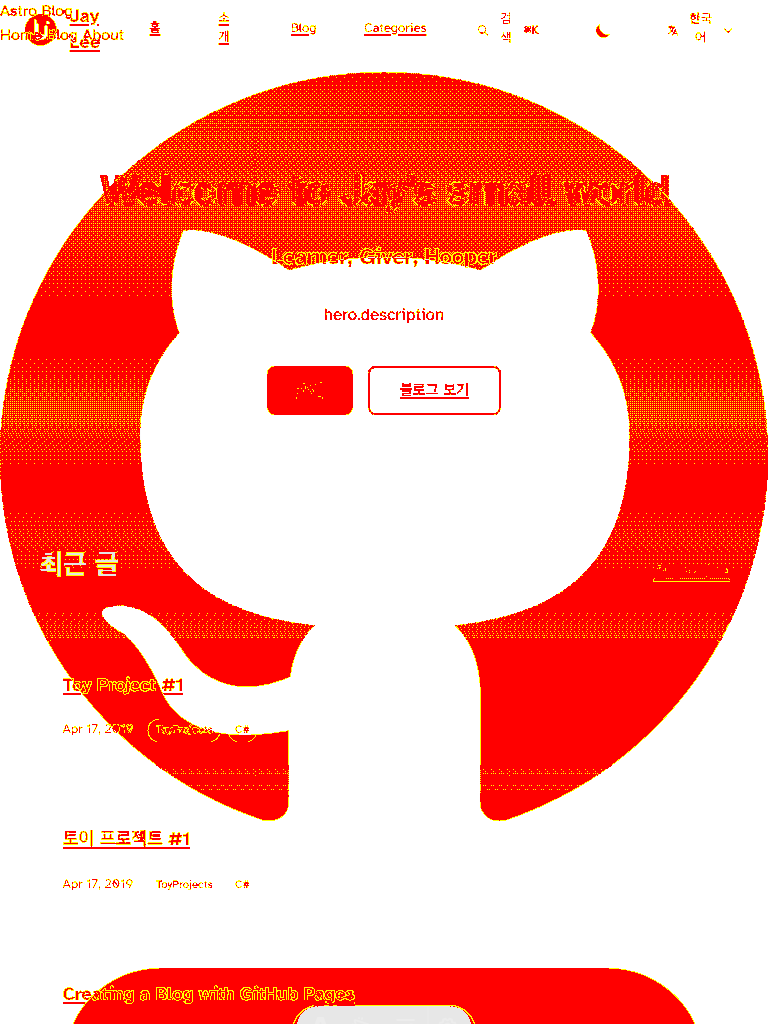 Astro Blog
Home Blog About
Jay Lee
홈
소개
Blog
Categories
검색
⌘K
한국어
Welcome to Jay's small world
Learner, Giver, Hooper
hero.description
블로그 보기
최근 글
Toy Project #1
Apr 17, 2019 ToyProjects C#
토이 프로젝트 #1
Apr 17, 2019 ToyProjects C#
Creating a Blog with GitHub Pages